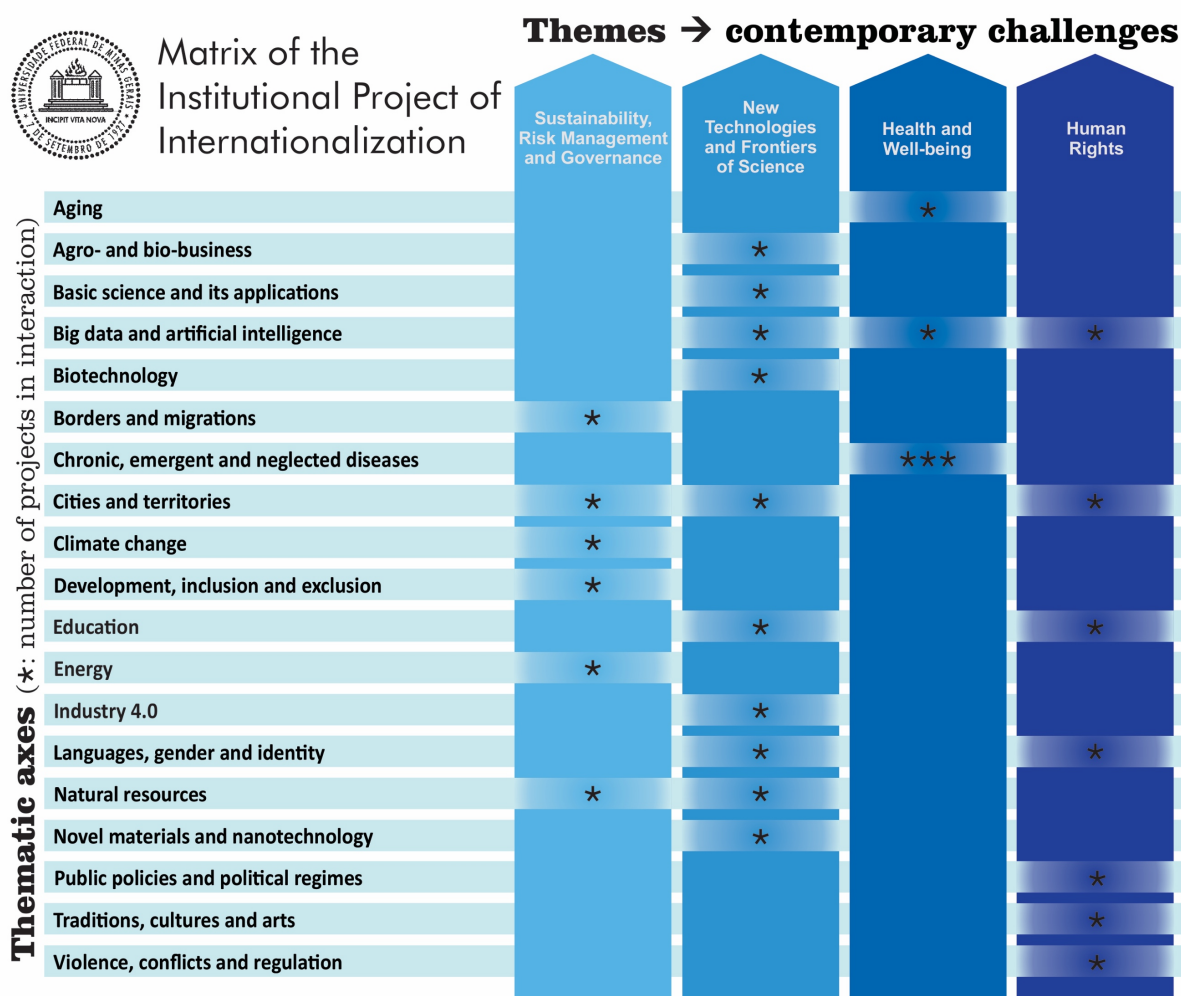 Themes → contemporary challenges
UNIVERSIDADE FEDERAL DE MINAS GERAIS
INCIPIT VITA NOVA
7 DE SETEMBRO DE 1927
Matrix of the
Institutional Project of
Internationalization
Sustainability,
Risk Management
and Governance
New
Technologies
and Frontiers
of Science
Health and
Well-being
Human
Rights
Thematic axes (*: number of projects in interaction)
Aging *
Agro- and bio-business *
Basic science and its applications *
Big data and artificial intelligence * * *
Biotechnology *
Borders and migrations *
Chronic, emergent and neglected diseases ***
Cities and territories * * *
Climate change *
Development, inclusion and exclusion *
Education * *
Energy *
Industry 4.0 *
Languages, gender and identity * *
Natural resources * *
Novel materials and nanotechnology *
Public policies and political regimes *
Traditions, cultures and arts *
Violence, conflicts and regulation *